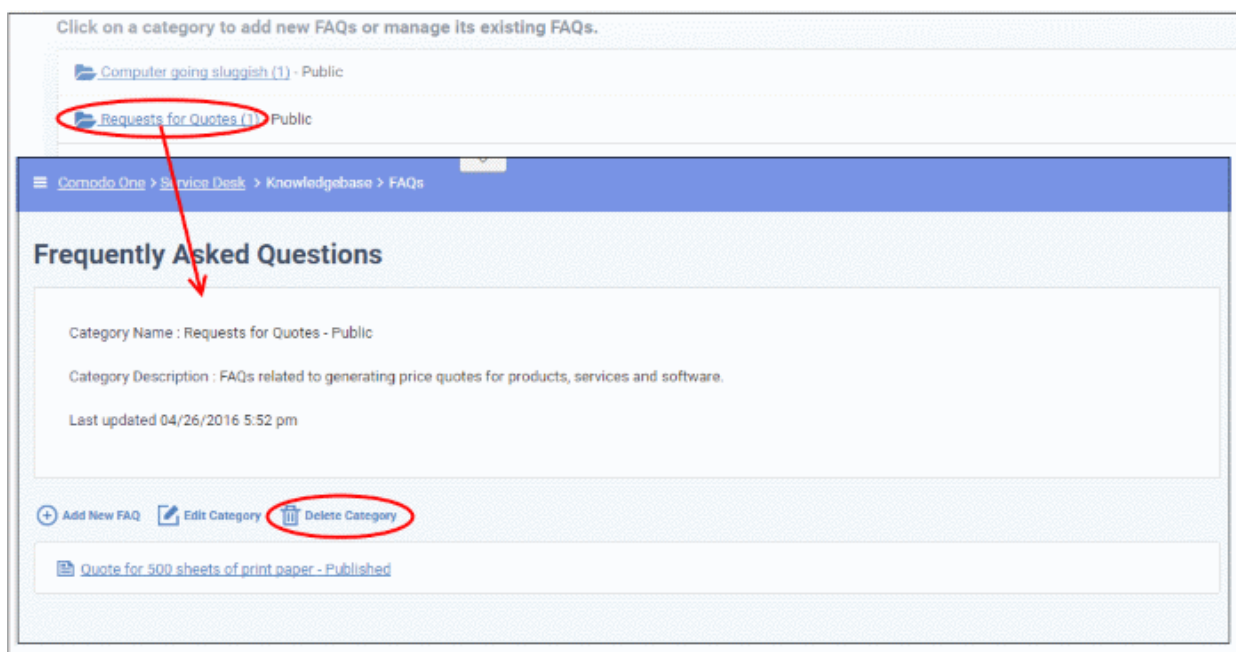 Click on a category to add new FAQs or manage its existing FAQs.
Computer going sluggish (1) - Public
Requests for Quotes (1) Public
Comodo One > Service Desk > Knowledgebase > FAQs
Frequently Asked Questions
Category Name : Requests for Quotes - Public
Category Description : FAQs related to generating price quotes for products, services and software.
Last updated 04/26/2016 5:52 pm
Add New FAQ Edit Category Delete Category
Quote for 500 sheets of print paper - Published